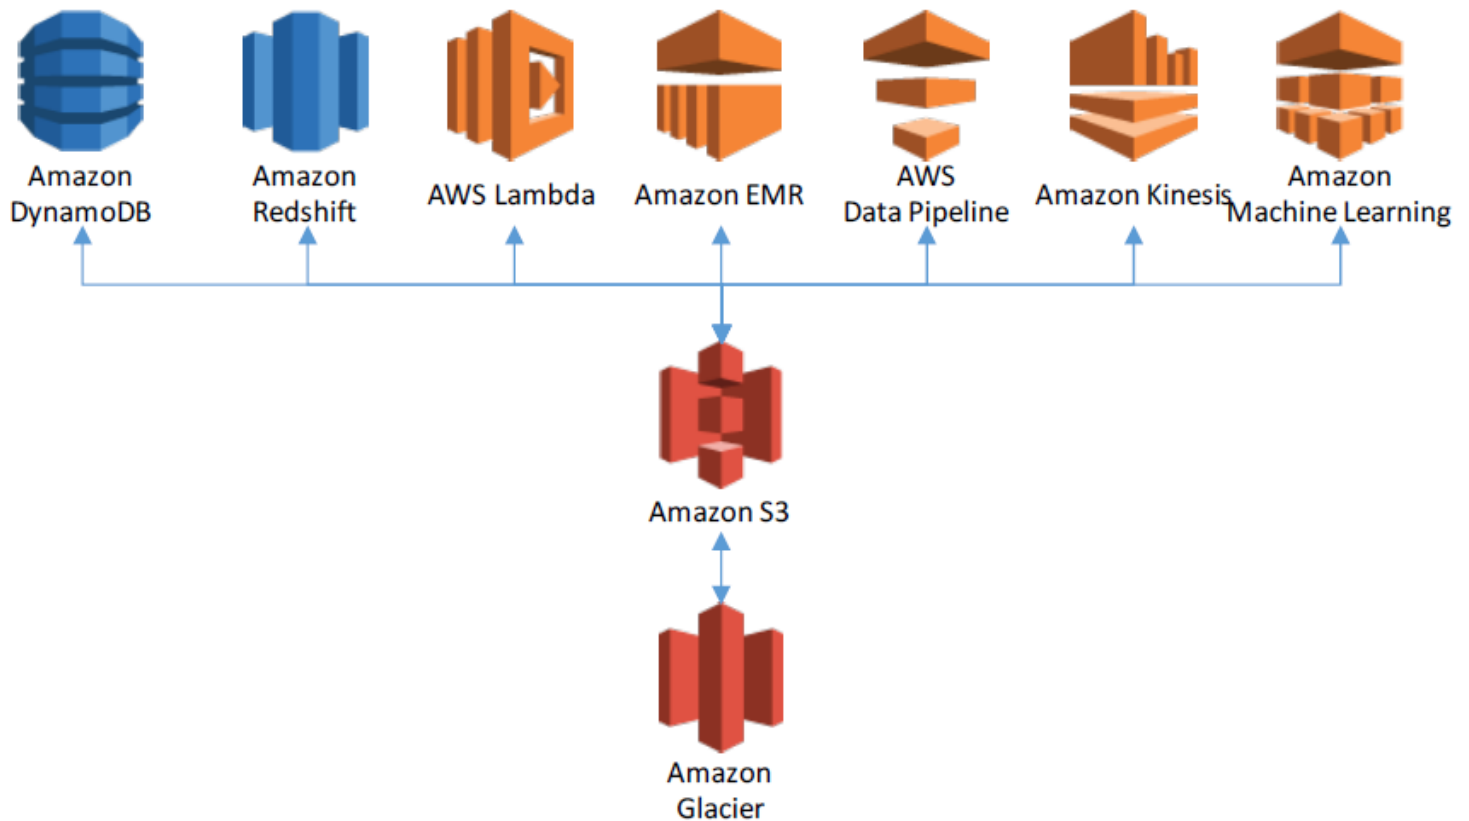 Amazon
DynamoDB
Amazon
Redshift
AWS Lambda
Amazon EMR
AWS
Data Pipeline
Amazon Kinesis
Amazon
Machine Learning
Amazon S3
Amazon
Glacier